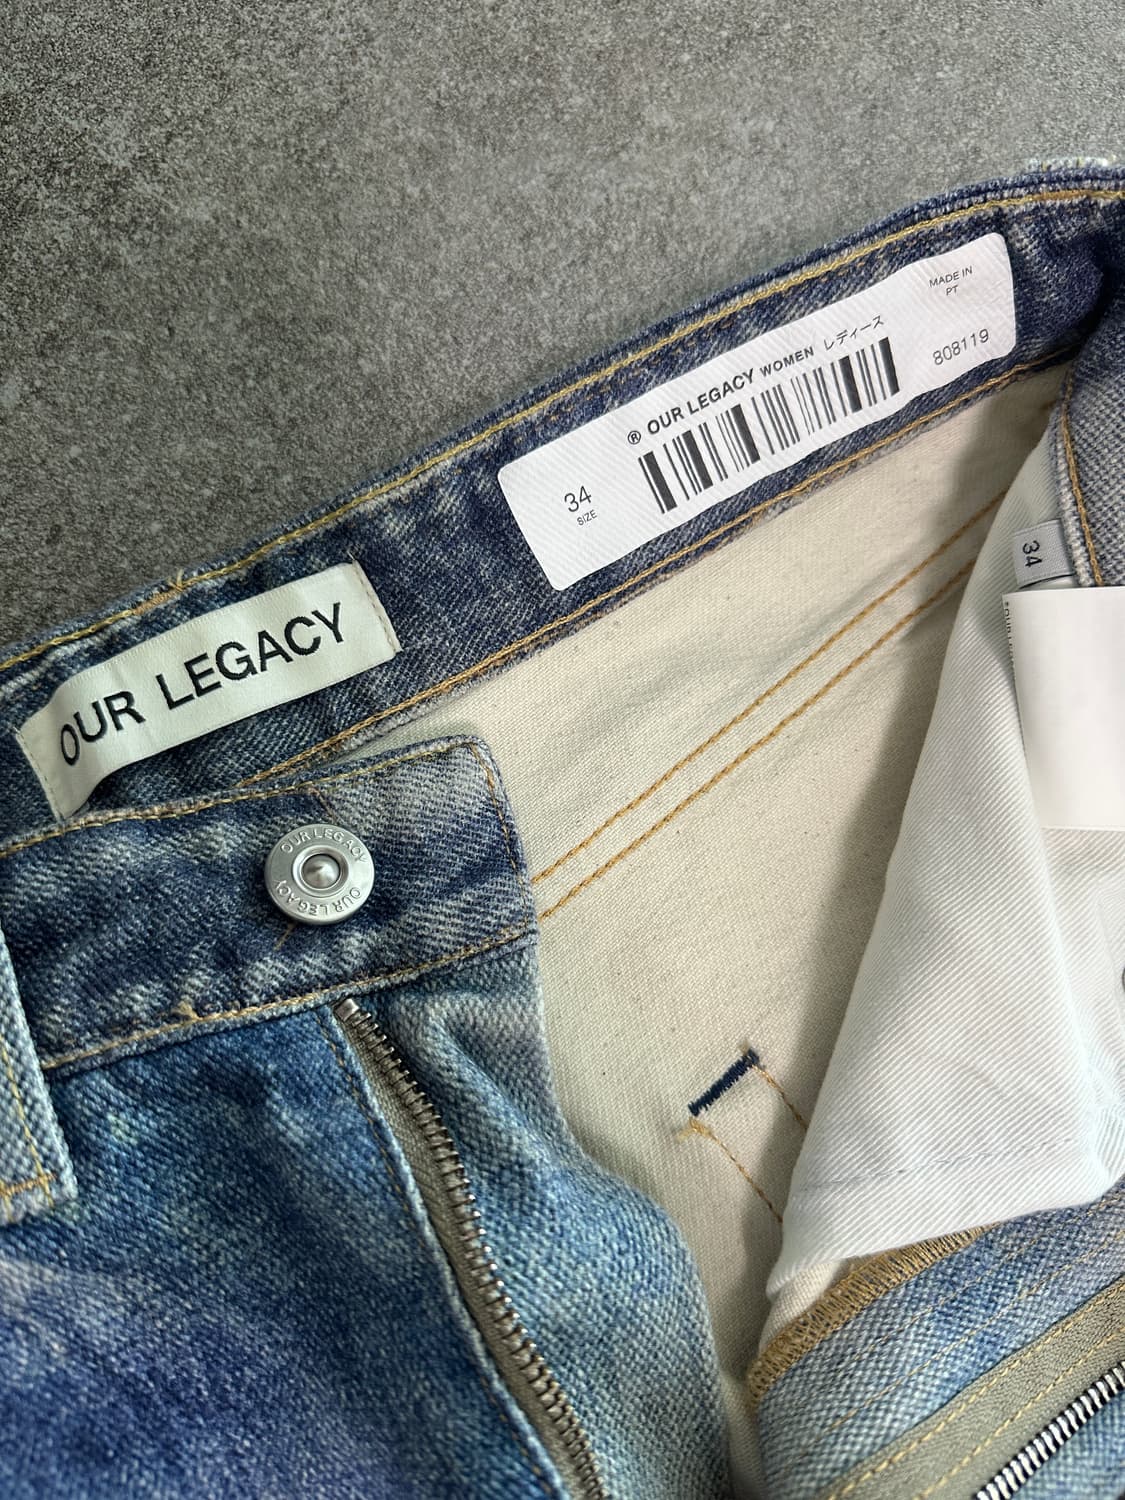 MADE IN
PT
® OUR LEGACY WOMEN レディース
808119
34
SIZE
34
OUR LEGACY
OUR LEGACY
OUR LEGACY